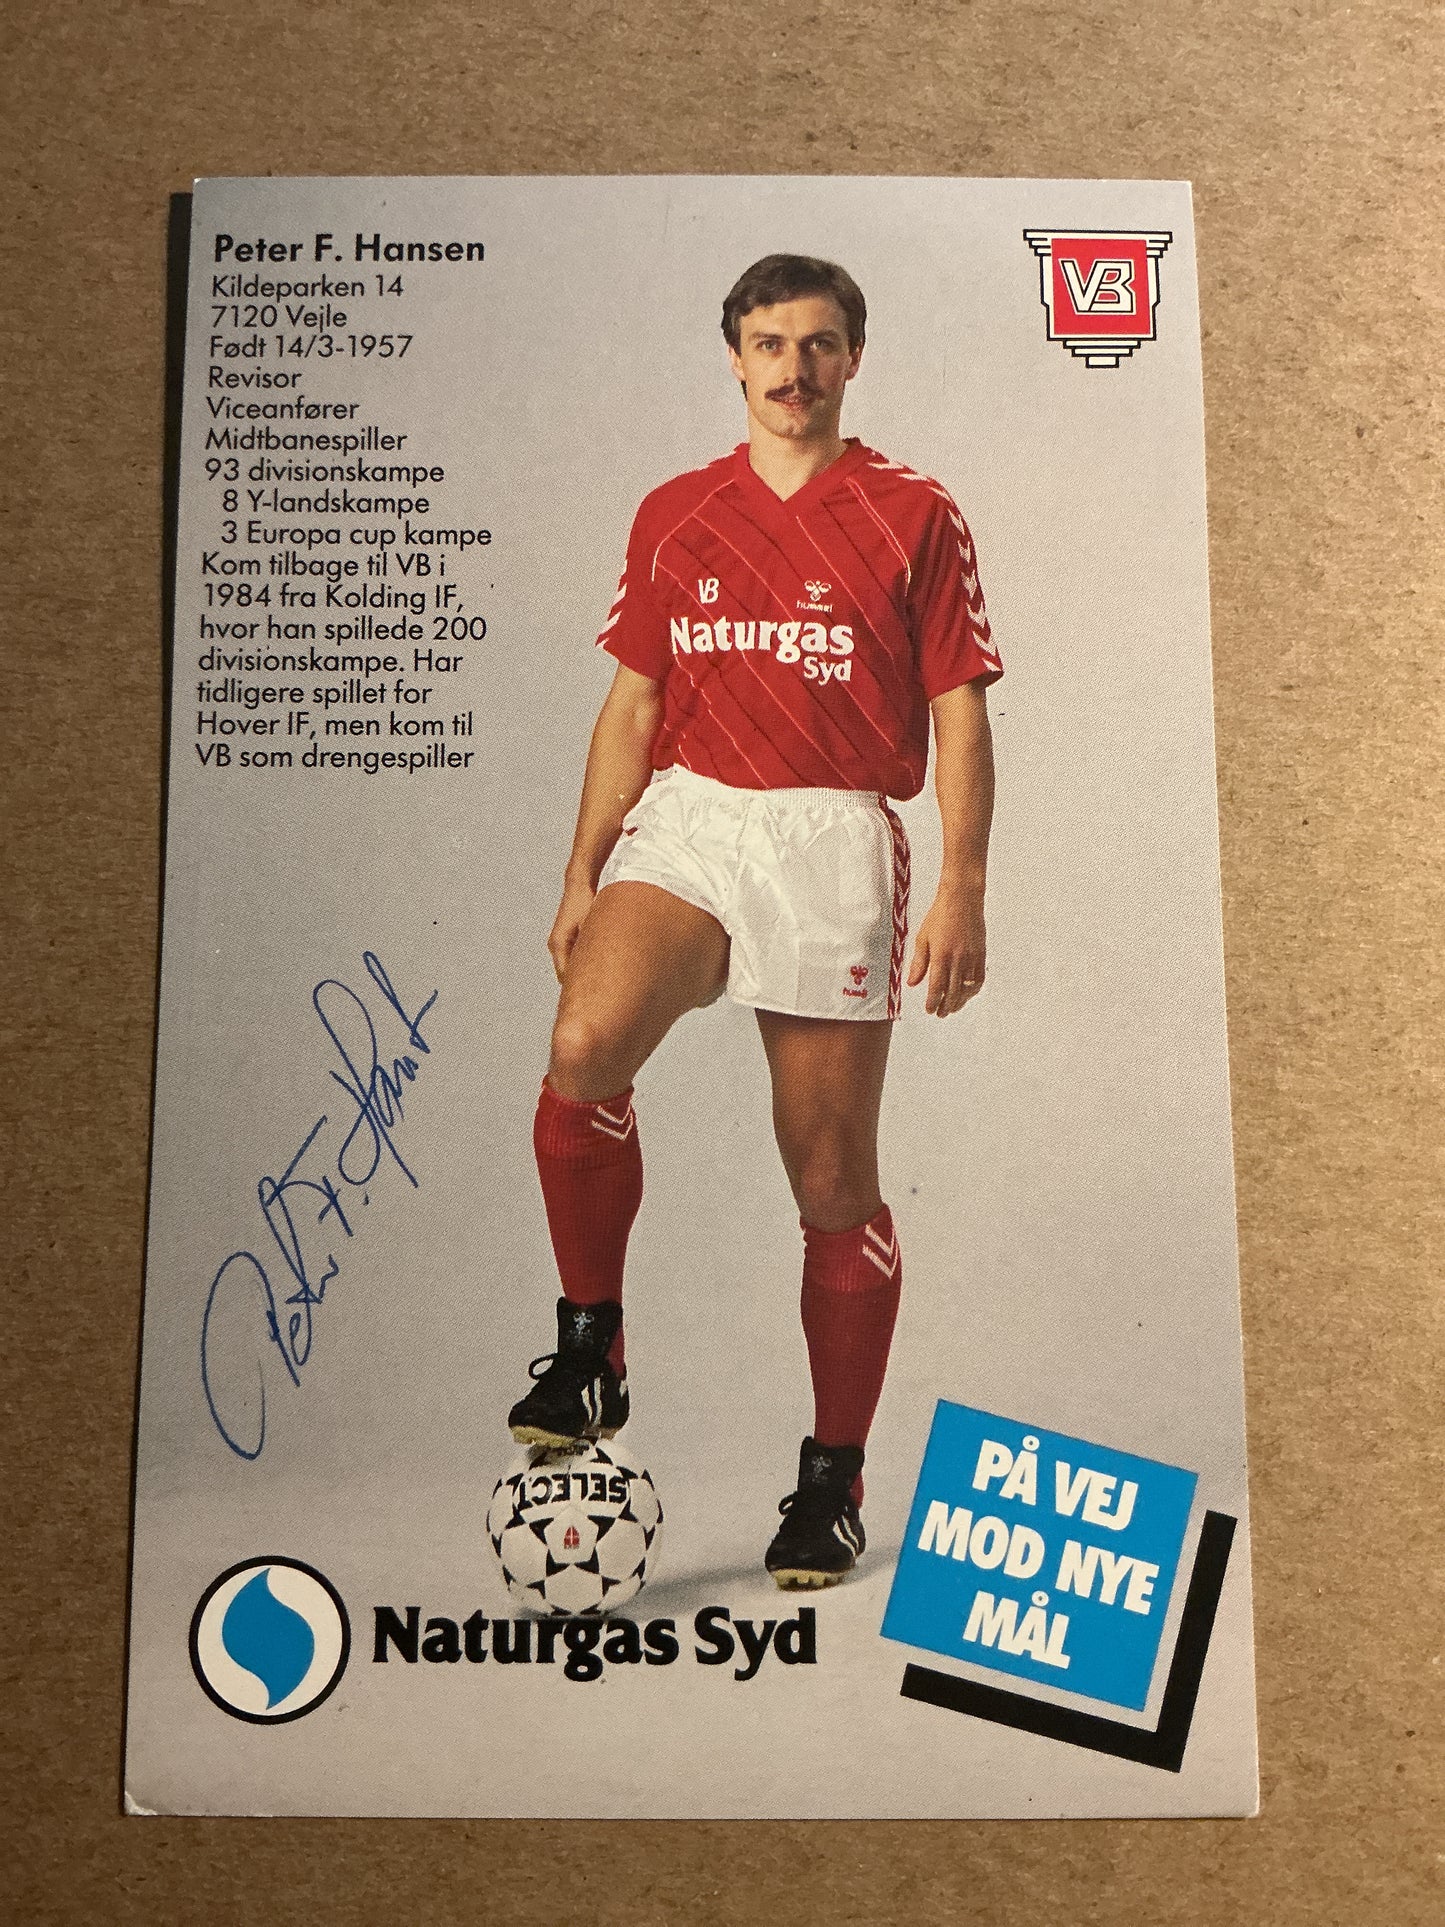 Peter F. Hansen
Kildeparken 14
7120 Vejle
Født 14/3-1957
Revisor
Viceanfører
Midtbanespiller
93 divisionskampe
8 Y-landskampe
3 Europa cup kampe
Kom tilbage til VB i
1984 fra Kolding IF,
hvor han spillede 200
divisionskampe. Har
tidligere spillet for
Hover IF, men kom til
VB som drengespiller
VB
VB
hummel
Naturgas
Syd
hummel
Peter F. Hansen
SELECT
Naturgas Syd
PÅ VEJ
MOD NYE
MÅL